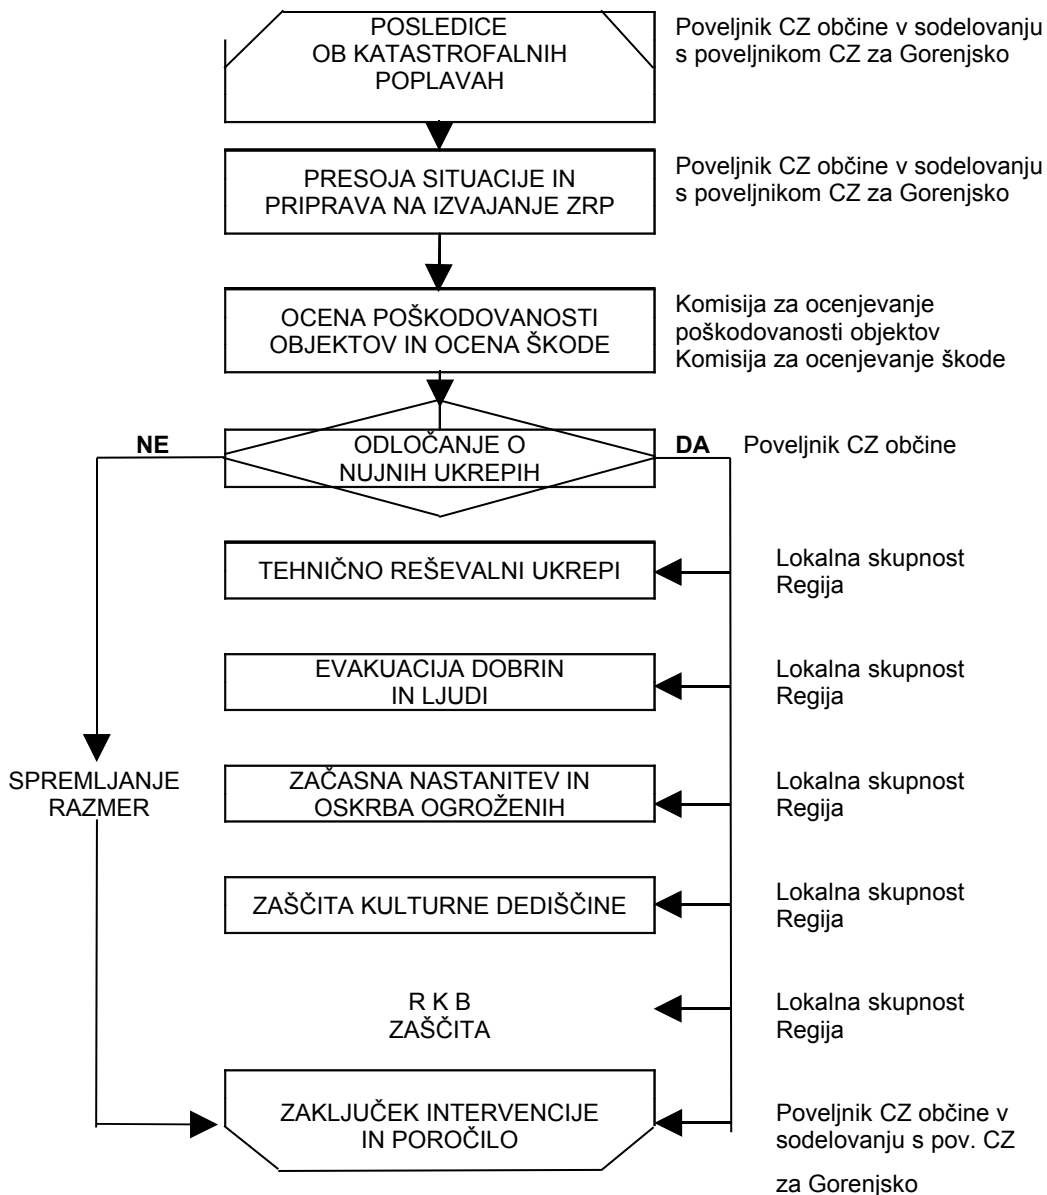 POSLEDICE
OB KATASTROFALNIH
POPLAVAH
Poveljnik CZ občine v sodelovanju
s poveljnikom CZ za Gorenjsko
PRESOJA SITUACIJE IN
PRIPRAVA NA IZVAJANJE ZRP
Poveljnik CZ občine v sodelovanju
s poveljnikom CZ za Gorenjsko
OCENA POŠKODOVANOSTI
OBJEKTOV IN OCENA ŠKODE
Komisija za ocenjevanje
poškodovanosti objektov
Komisija za ocenjevanje škode
NE
ODLOČANJE O
NUJNIH UKREPIH
DA
Poveljnik CZ občine
TEHNIČNO REŠEVALNI UKREPI
Lokalna skupnost
Regija
EVAKUACIJA DOBRIN
IN LJUDI
Lokalna skupnost
Regija
SPREMLJANJE
RAZMER
ZAČASNA NASTANITEV IN
OSKRBA OGROŽENIH
Lokalna skupnost
Regija
ZAŠČITA KULTURNE DEDIŠČINE
Lokalna skupnost
Regija
R K B
ZAŠČITA
Lokalna skupnost
Regija
ZAKLJUČEK INTERVENCIJE
IN POROČILO
Poveljnik CZ občine v
sodelovanju s pov. CZ
za Gorenjsko